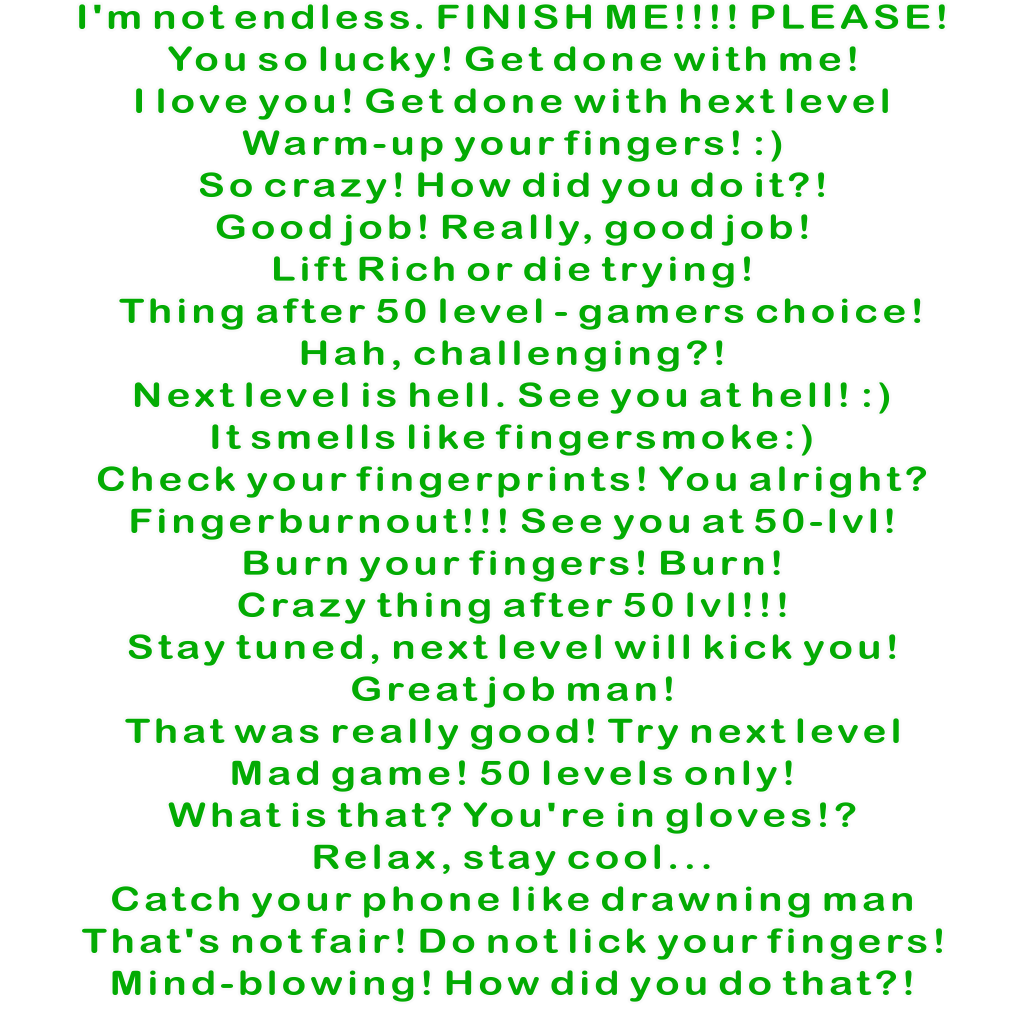 I'm not endless. FINISH ME!!!! PLEASE!
You so lucky! Get done with me!
I love you! Get done with hext level
Warm-up your fingers! :)
So crazy! How did you do it?!
Good job! Really, good job!
Lift Rich or die trying!
Thing after 50 level - gamers choice!
Hah, challenging?!
Next level is hell. See you at hell! :)
It smells like fingersmoke:)
Check your fingerprints! You alright?
Fingerburnout!!! See you at 50-lvl!
Burn your fingers! Burn!
Crazy thing after 50 lvl!!!
Stay tuned, next level will kick you!
Great job man!
That was really good! Try next level
Mad game! 50 levels only!
What is that? You're in gloves!?
Relax, stay cool...
Catch your phone like drawning man
That's not fair! Do not lick your fingers!
Mind-blowing! How did you do that?!